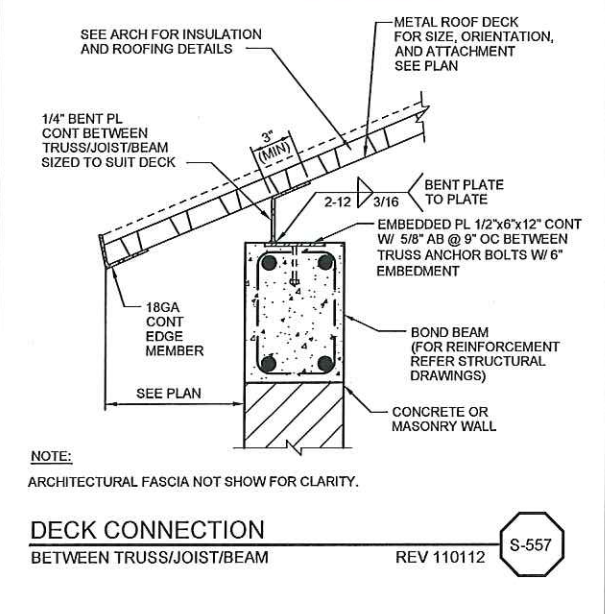 SEE ARCH FOR INSULATION
AND ROOFING DETAILS
METAL ROOF DECK
FOR SIZE, ORIENTATION,
AND ATTACHMENT
SEE PLAN
1/4" BENT PL
CONT BETWEEN
TRUSS/JOIST/BEAM
SIZED TO SUIT DECK
3"
(MIN)
2-12
3/16
BENT PLATE
TO PLATE
EMBEDDED PL 1/2"x6"x12" CONT
W/ 5/8" AB @ 9" OC BETWEEN
TRUSS ANCHOR BOLTS W/ 6"
EMBEDMENT
18GA
CONT
EDGE
MEMBER
BOND BEAM
(FOR REINFORCEMENT
REFER STRUCTURAL
DRAWINGS)
SEE PLAN
CONCRETE OR
MASONRY WALL
NOTE:
ARCHITECTURAL FASCIA NOT SHOW FOR CLARITY.
DECK CONNECTION
BETWEEN TRUSS/JOIST/BEAM
REV 110112
S-557